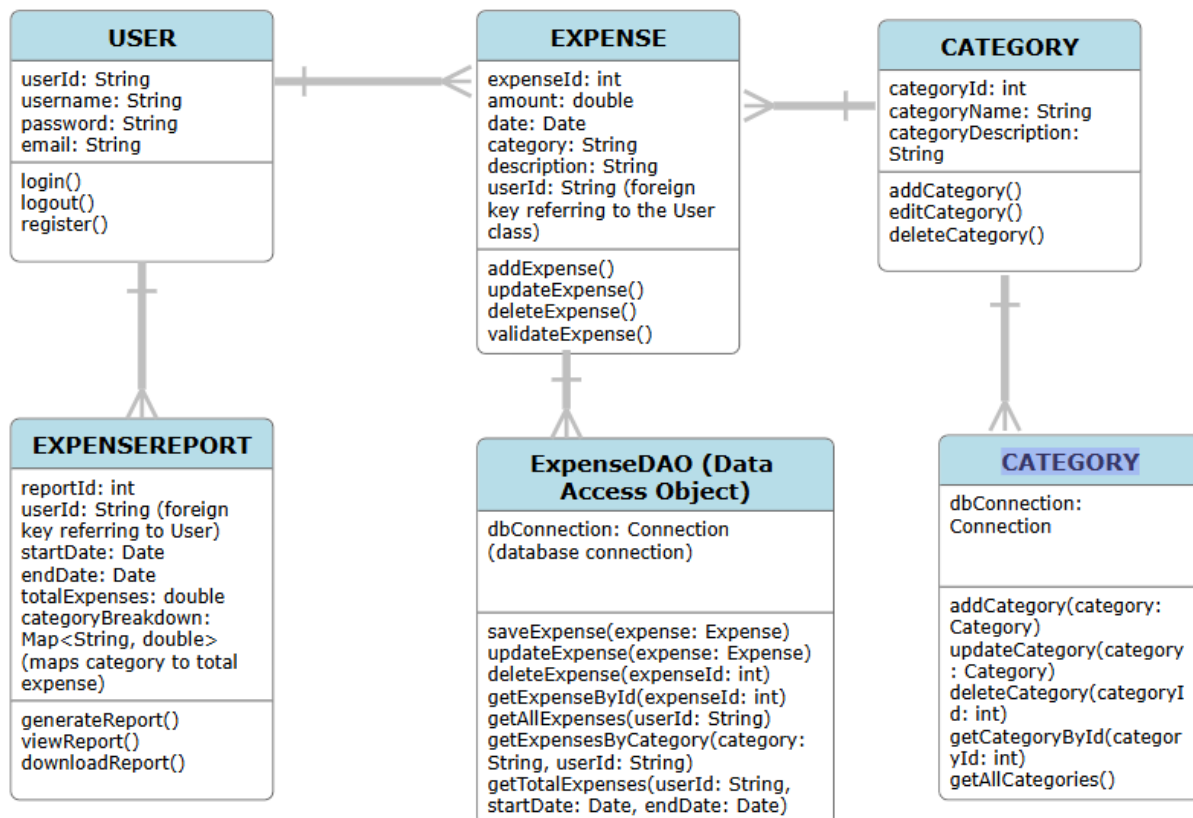 USER
userId: String
username: String
password: String
email: String
login()
logout()
register()
EXPENSE
expenseId: int
amount: double
date: Date
category: String
description: String
userId: String (foreign
key referring to the User
class)
addExpense()
updateExpense()
deleteExpense()
validateExpense()
CATEGORY
categoryId: int
categoryName: String
categoryDescription:
String
addCategory()
editCategory()
deleteCategory()
EXPENSEREPORT
reportId: int
userId: String (foreign
key referring to User)
startDate: Date
endDate: Date
totalExpenses: double
categoryBreakdown:
Map<String, double>
(maps category to total
expense)
generateReport()
viewReport()
downloadReport()
ExpenseDAO (Data
Access Object)
dbConnection: Connection
(database connection)
saveExpense(expense: Expense)
updateExpense(expense: Expense)
deleteExpense(expenseId: int)
getExpenseById(expenseId: int)
getAllExpenses(userId: String)
getExpensesByCategory(category:
String, userId: String)
getTotalExpenses(userId: String,
startDate: Date, endDate: Date)
CATEGORY
dbConnection:
Connection
addCategory(category:
Category)
updateCategory(category
: Category)
deleteCategory(categoryI
d: int)
getCategoryById(categor
yId: int)
getAllCategories()